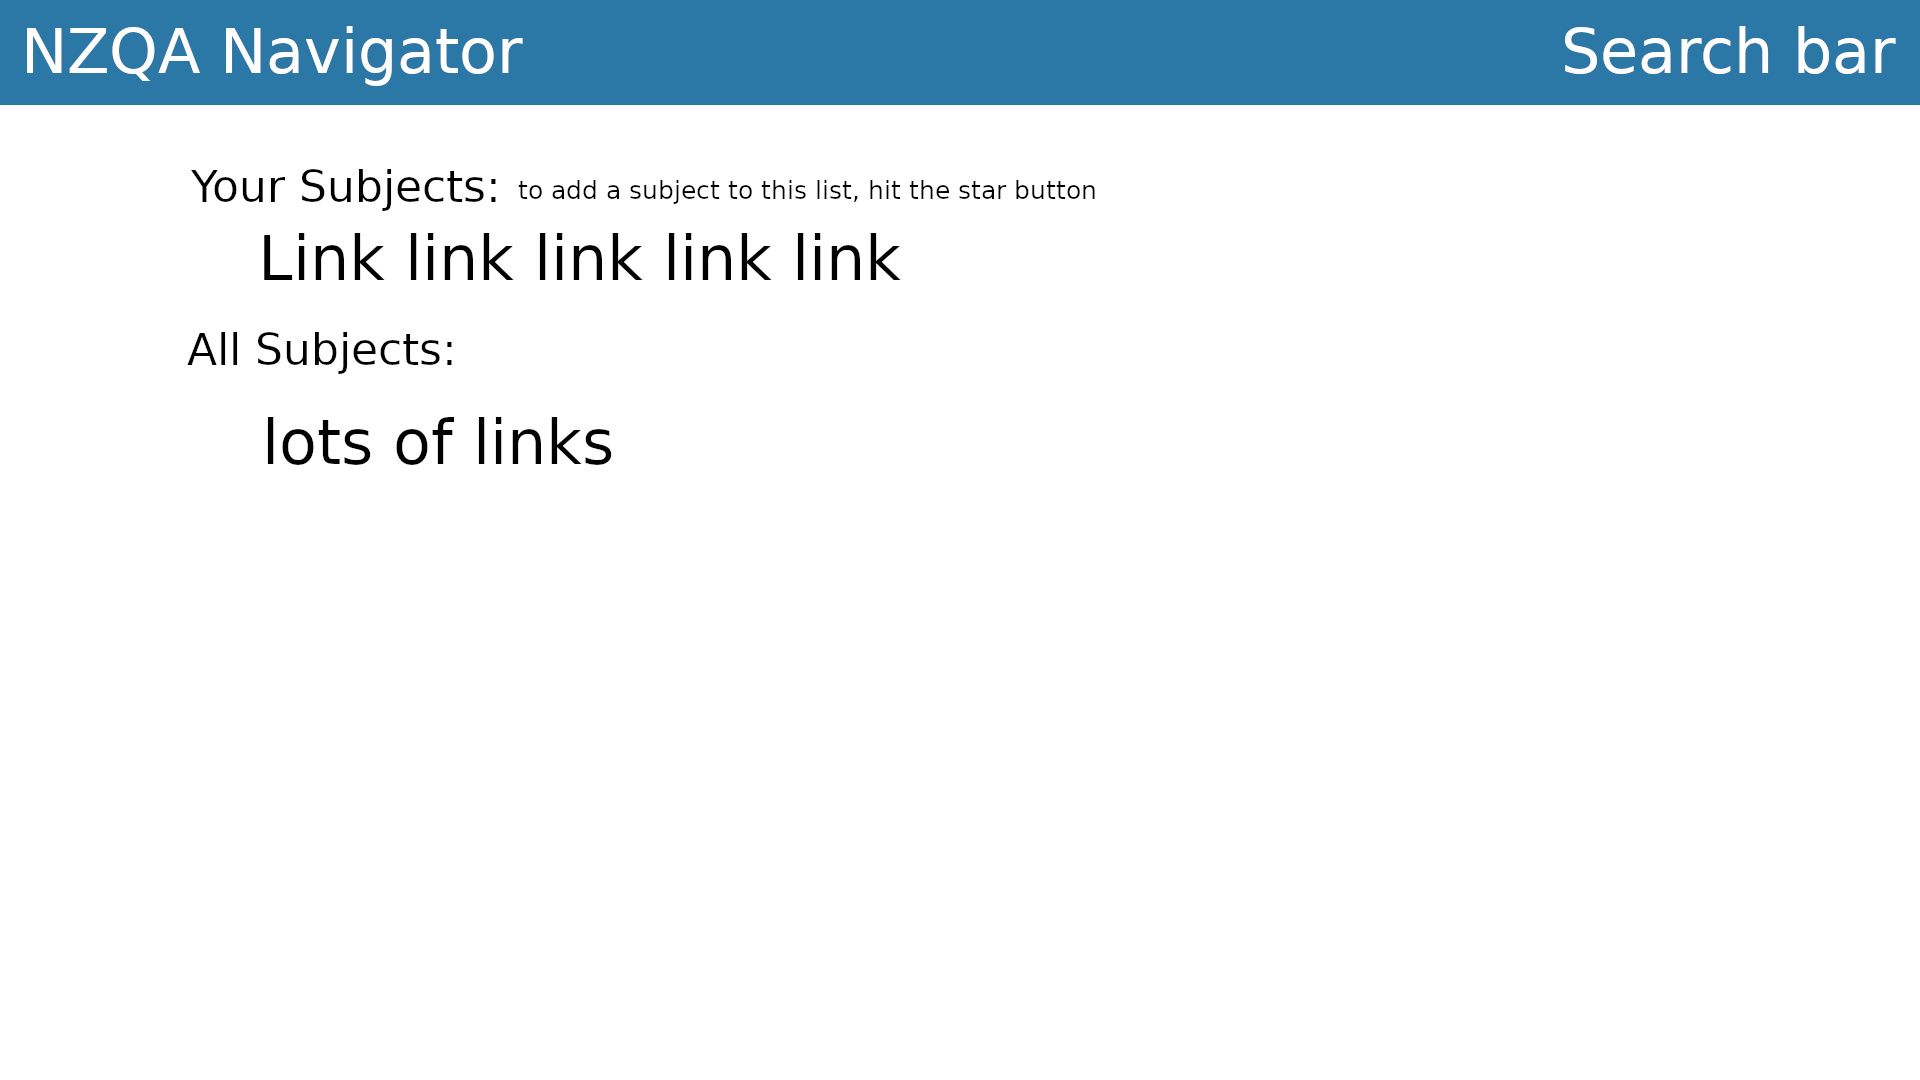 NZQA Navigator
Search bar
Your Subjects: to add a subject to this list, hit the star button
Link link link link link
All Subjects:
lots of links